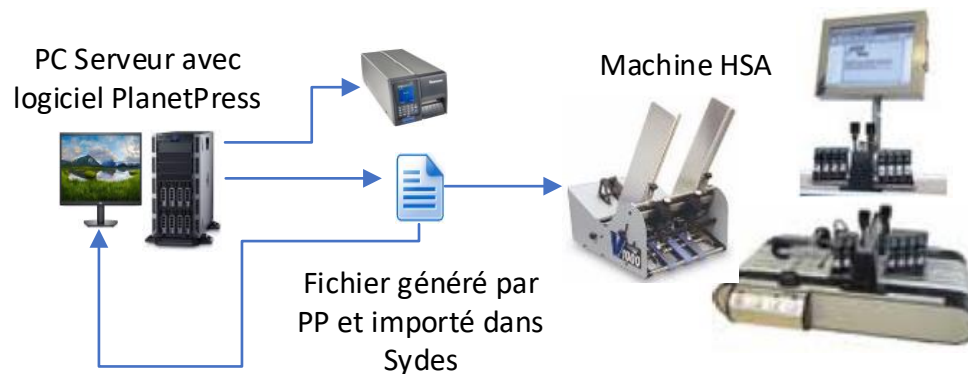 PC Serveur avec
logiciel PlanetPress
Machine HSA
Fichier généré par
PP et importé dans
Sydes